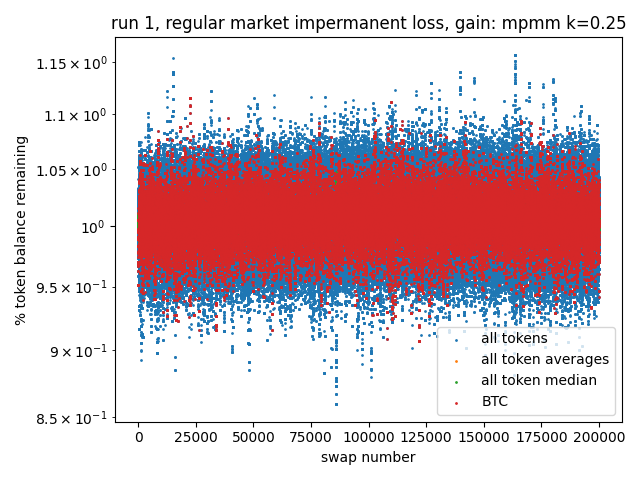 run 1, regular market impermanent loss, gain: mpmm k=0.25
% token balance remaining
1.15 × 10⁰
1.1 × 10⁰
1.05 × 10⁰
10⁰
9.5 × 10⁻¹
9 × 10⁻¹
8.5 × 10⁻¹
all tokens
all token averages
all token median
BTC
0 25000 50000 75000 100000 125000 150000 175000 200000
swap number